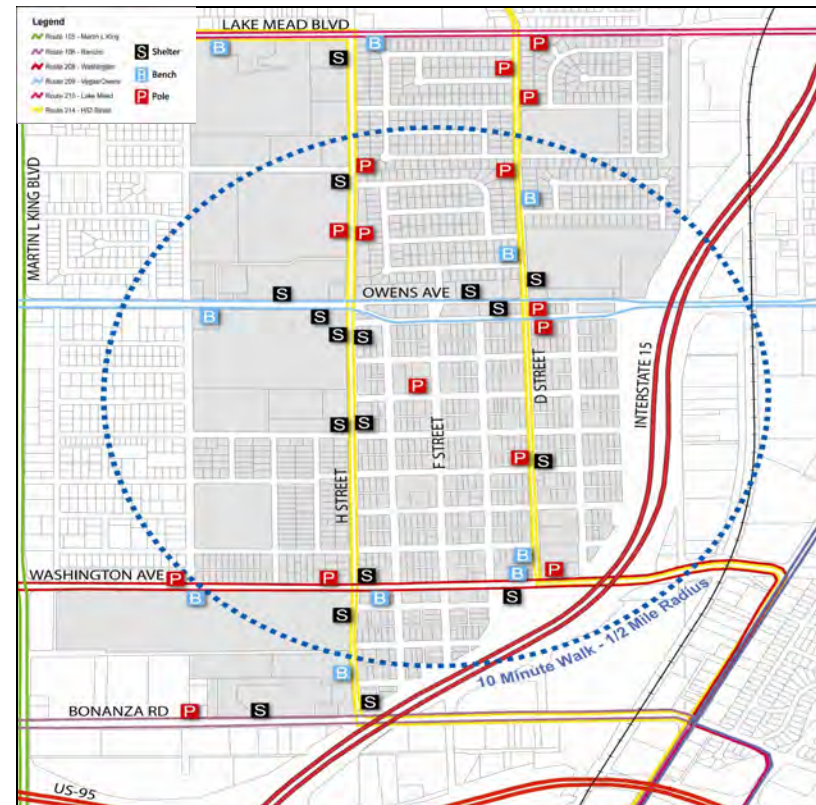 Legend
Route 105 - Martin L King
Route 106 - Rancho
Route 208 - Washington
Route 209 - Vegas/Owens
Route 210 - Lake Mead
Route 214 - H/D Street
S Shelter
B Bench
P Pole
LAKE MEAD BLVD
B
B
P
S
P
P
P
S
P
B
MARTIN L KING BLVD
P
P
B
S
S
OWENS AVE
S
B
S
S
P
S
S
P
P
INTERSTATE 15
D STREET
F STREET
S
S
P
S
H STREET
B
WASHINGTON AVE
P
P
S
B
P
B
B
S
S
10 Minute Walk - 1/2 Mile Radius
B
BONANZA RD
P
S
S
US-95